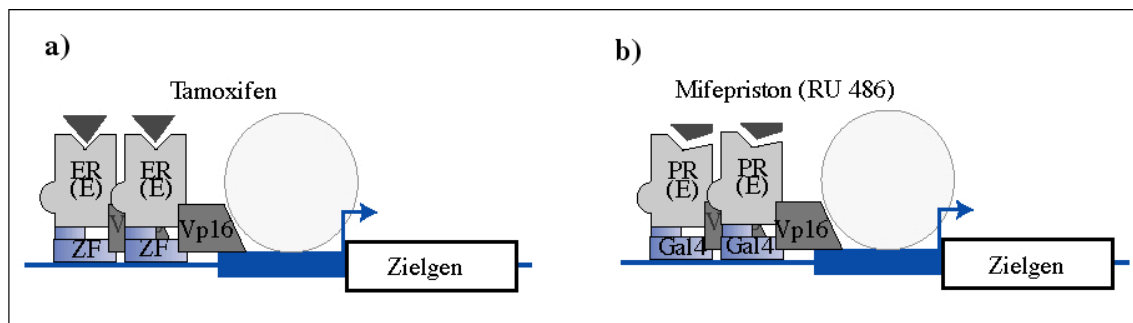 a)
Tamoxifen
ER
(E)
ER
(E)
V
Vp16
ZF
ZF
Zielgen
b)
Mifepriston (RU 486)
PR
(E)
PR
(E)
V
Vp16
Gal4
Gal4
Zielgen